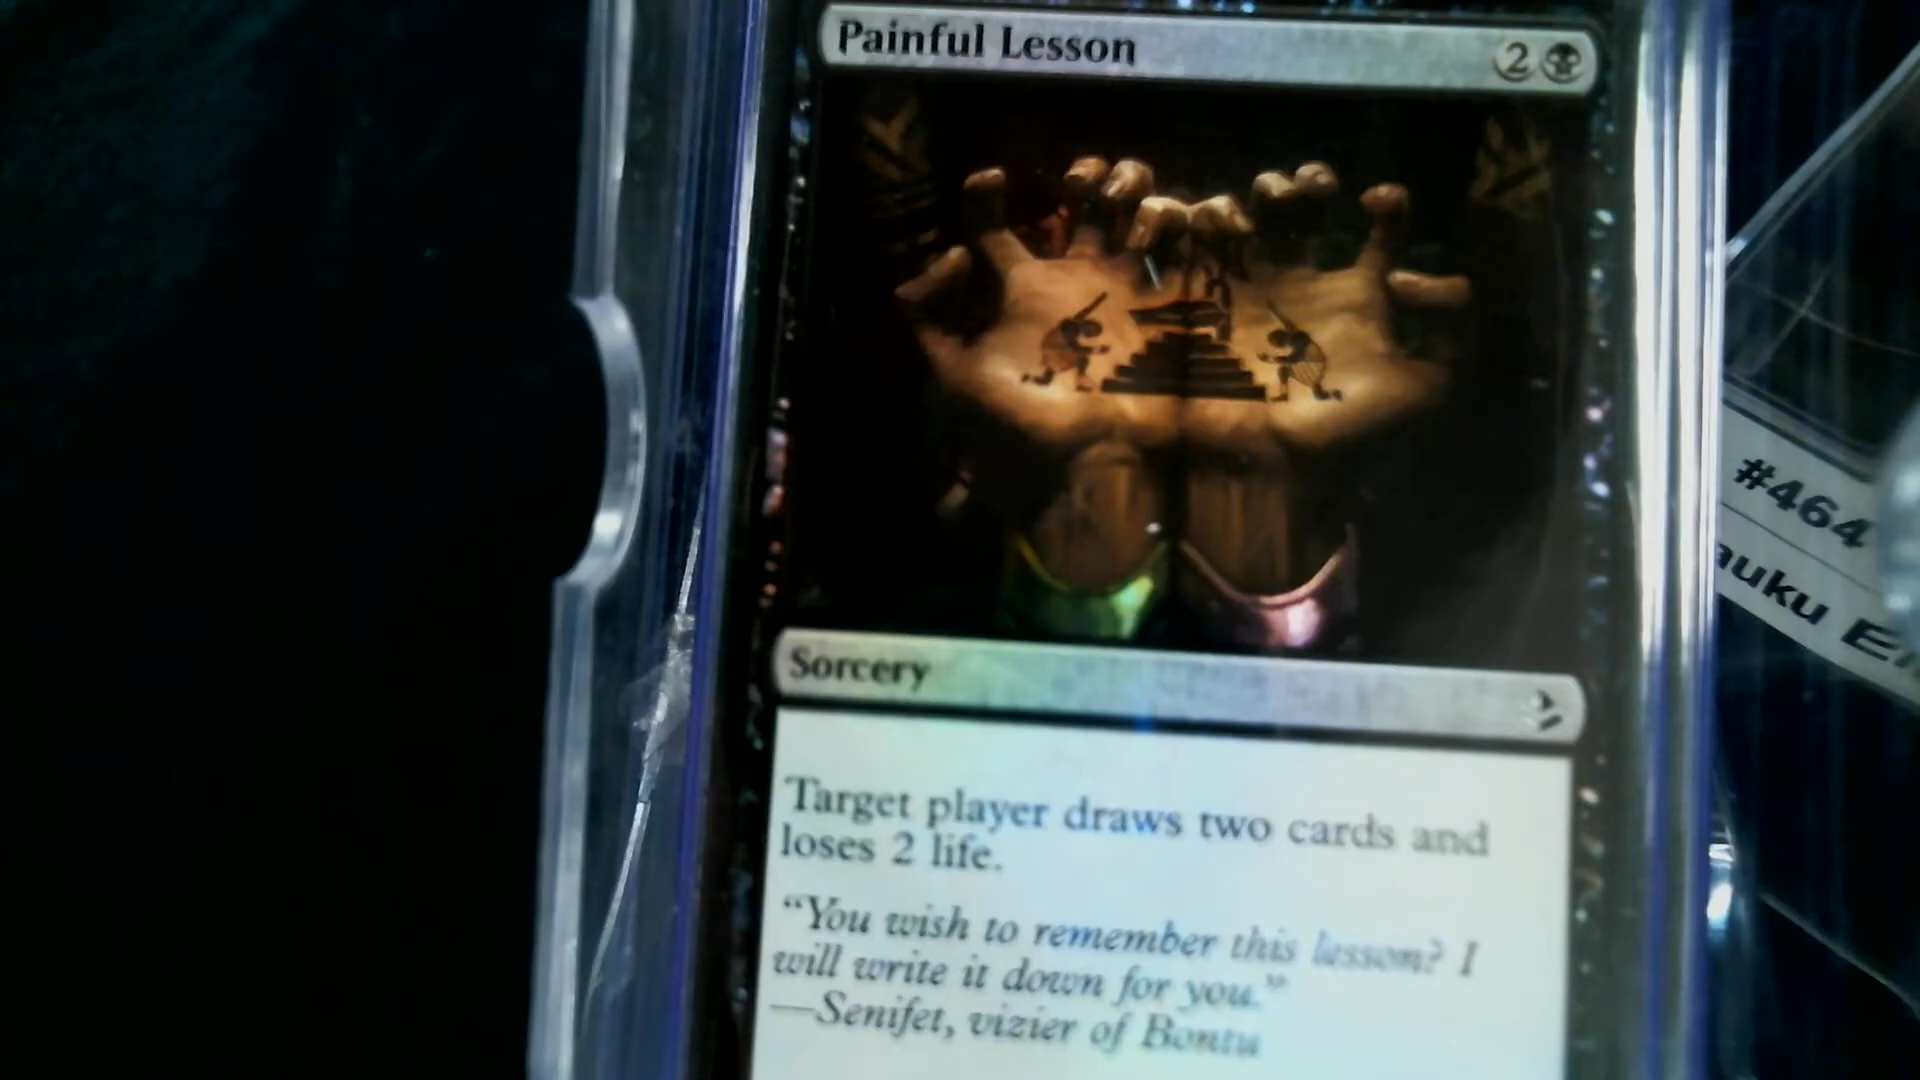 Painful Lesson 2
Sorcery
Target player draws two cards and
loses 2 life.
“You wish to remember this lesson? I
will write it down for you.”
—Senifet, vizier of Bontu
#464